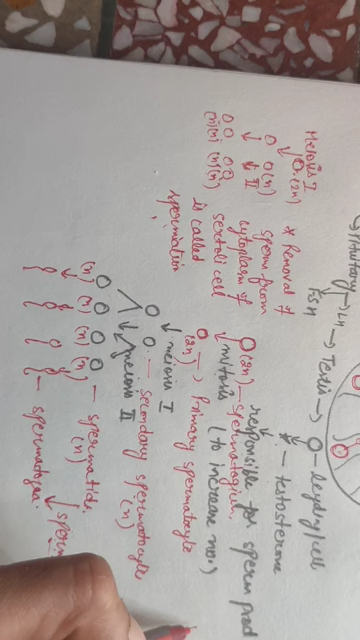 Pituitary → LH → Testis → leydig cell
FSH
→ testosterone
responsible for sperm prod
O (2n) — spermatogonia
↓ mitosis (to increase no.)
O (2n) → Primary spermatocyte
↓ meiosis I
O O — secondary spermatocyte (n)
↓ meiosis II
O O O O — spermatids
(n) (n) (n) (n) (n)
— spermatozoa
↓ sperm
Meiosis I
O (2n)
O O (n)
↓ ↓ II
O O O O
(n) (n) (n) (n)
* Removal of
sperm from
cytoplasm of
sertoli cell
is called
spermiation